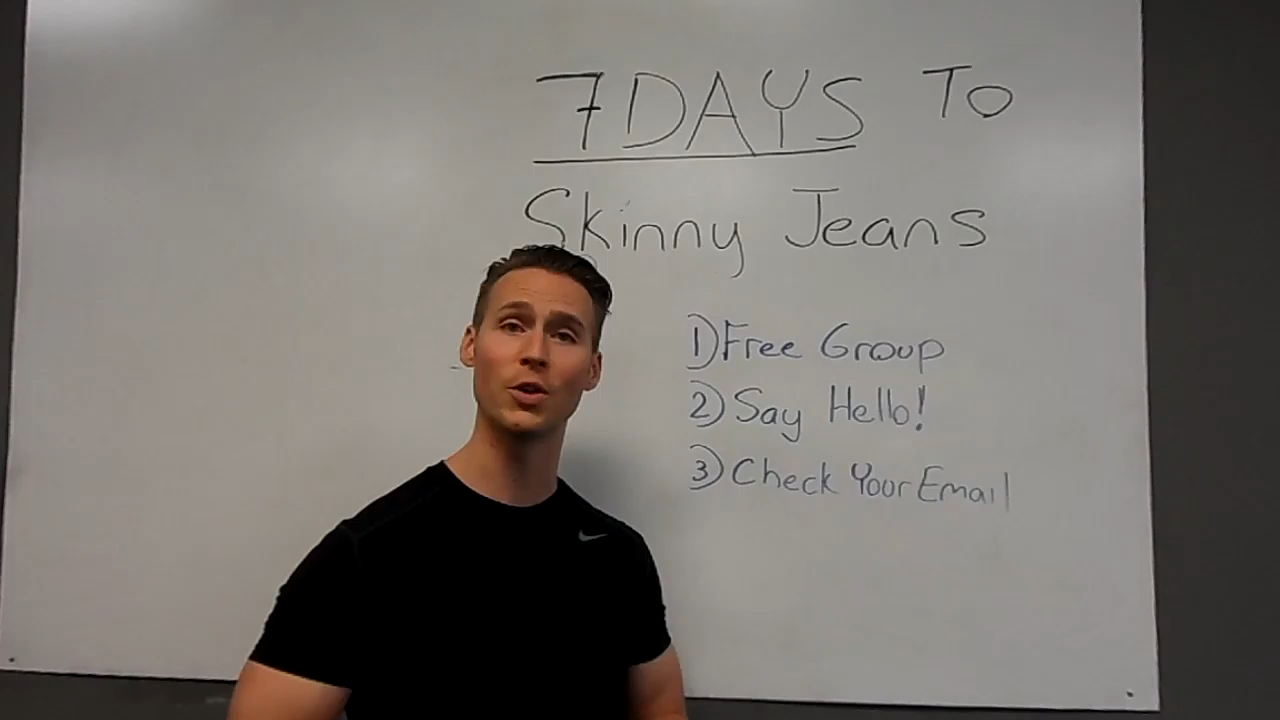 7 DAYS To
Skinny Jeans
1) Free Group
2) Say Hello!
3) Check Your Email